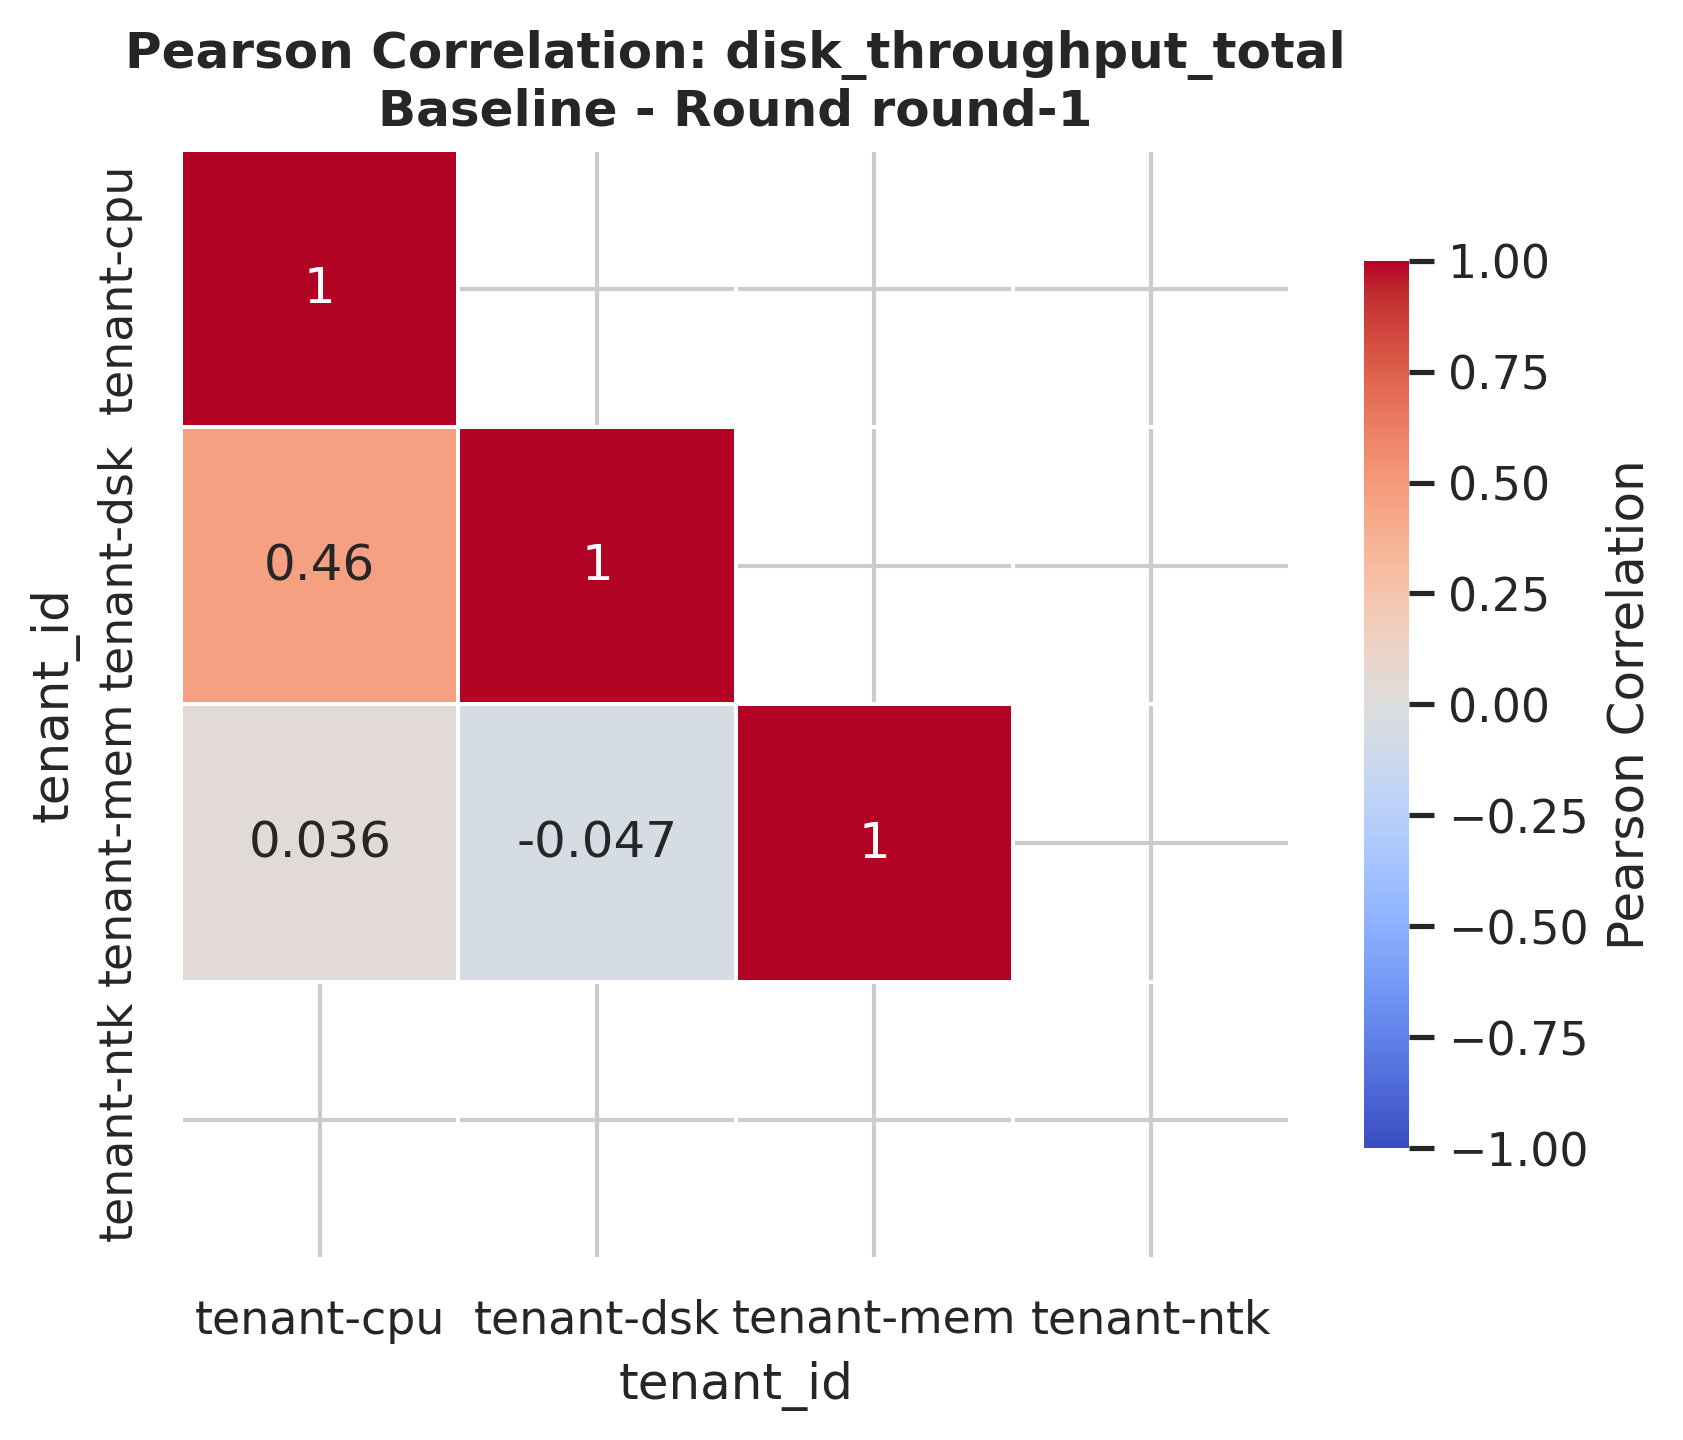 Pearson Correlation: disk_throughput_total
Baseline - Round round-1
tenant_id
tenant-cpu
tenant-dsk
tenant-mem
tenant-ntk
1
0.46
1
0.036
-0.047
1
tenant-cpu
tenant-dsk
tenant-mem
tenant-ntk
tenant_id
1.00
0.75
0.50
0.25
0.00
−0.25
−0.50
−0.75
−1.00
Pearson Correlation